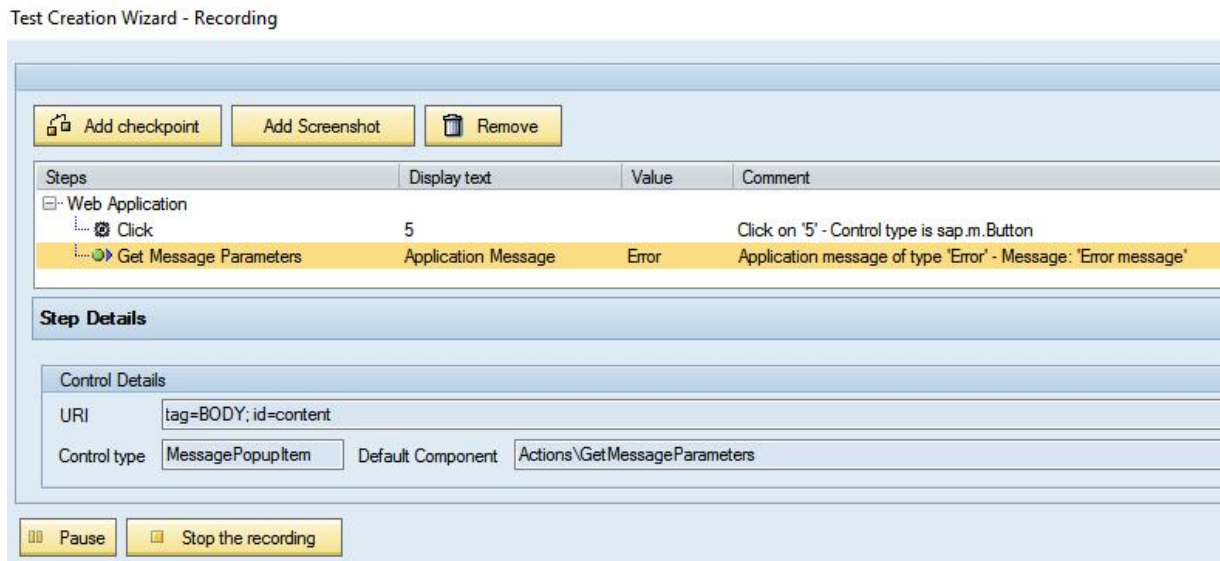 Test Creation Wizard - Recording
Add checkpoint Add Screenshot Remove
Steps Display text Value Comment
Web Application
Click 5 Click on '5' - Control type is sap.m.Button
Get Message Parameters Application Message Error Application message of type 'Error' - Message: 'Error message'
Step Details
Control Details
URI tag=BODY; id=content
Control type MessagePopupItem Default Component Actions\GetMessageParameters
Pause Stop the recording